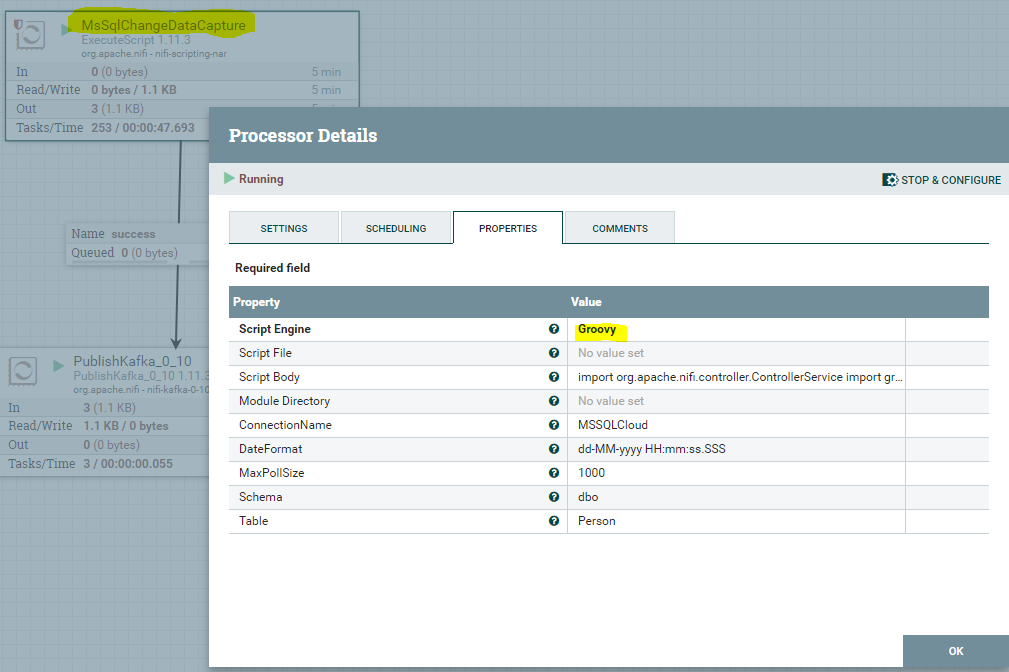 MsSqlChangeDataCapture
ExecuteScript 1.11.3
org.apache.nifi - nifi-scripting-nar
In 0 (0 bytes) 5 min
Read/Write 0 bytes / 1.1 KB 5 min
Out 3 (1.1 KB) 5 min
Tasks/Time 253 / 00:00:47.693
Name success
Queued 0 (0 bytes)
PublishKafka_0_10
PublishKafka_0_10 1.11.3
org.apache.nifi - nifi-kafka-0-10
In 3 (1.1 KB)
Read/Write 1.1 KB / 0 bytes
Out 0 (0 bytes)
Tasks/Time 3 / 00:00:00.055
Processor Details
Running
STOP & CONFIGURE
SETTINGS SCHEDULING PROPERTIES COMMENTS
Required field
Property Value
Script Engine Groovy
Script File No value set
Script Body import org.apache.nifi.controller.ControllerService import gr...
Module Directory No value set
ConnectionName MSSQLCloud
DateFormat dd-MM-yyyy HH:mm:ss.SSS
MaxPollSize 1000
Schema dbo
Table Person
OK